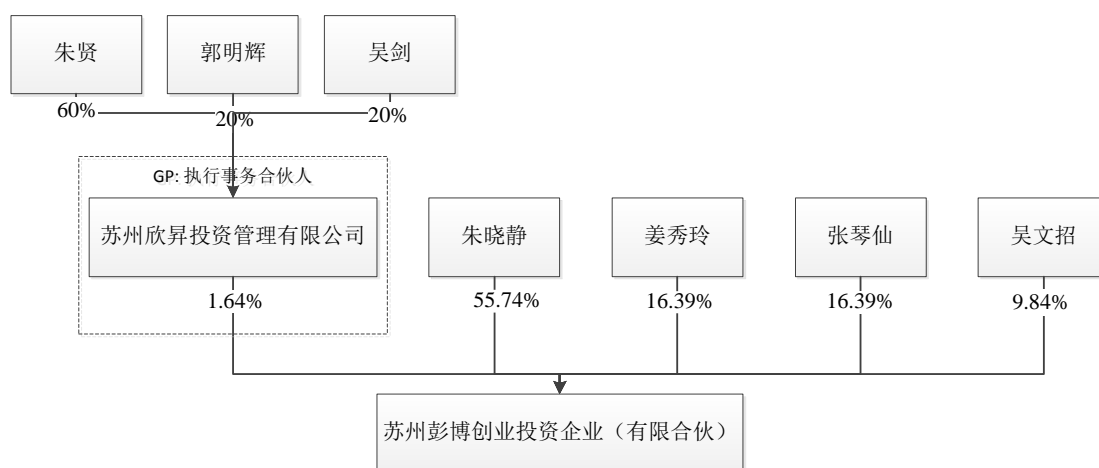 朱贤
郭明辉
吴剑
60%
20%
20%
GP: 执行事务合伙人
苏州欣昇投资管理有限公司
朱晓静
姜秀玲
张琴仙
吴文招
1.64%
55.74%
16.39%
16.39%
9.84%
苏州彭博创业投资企业（有限合伙）